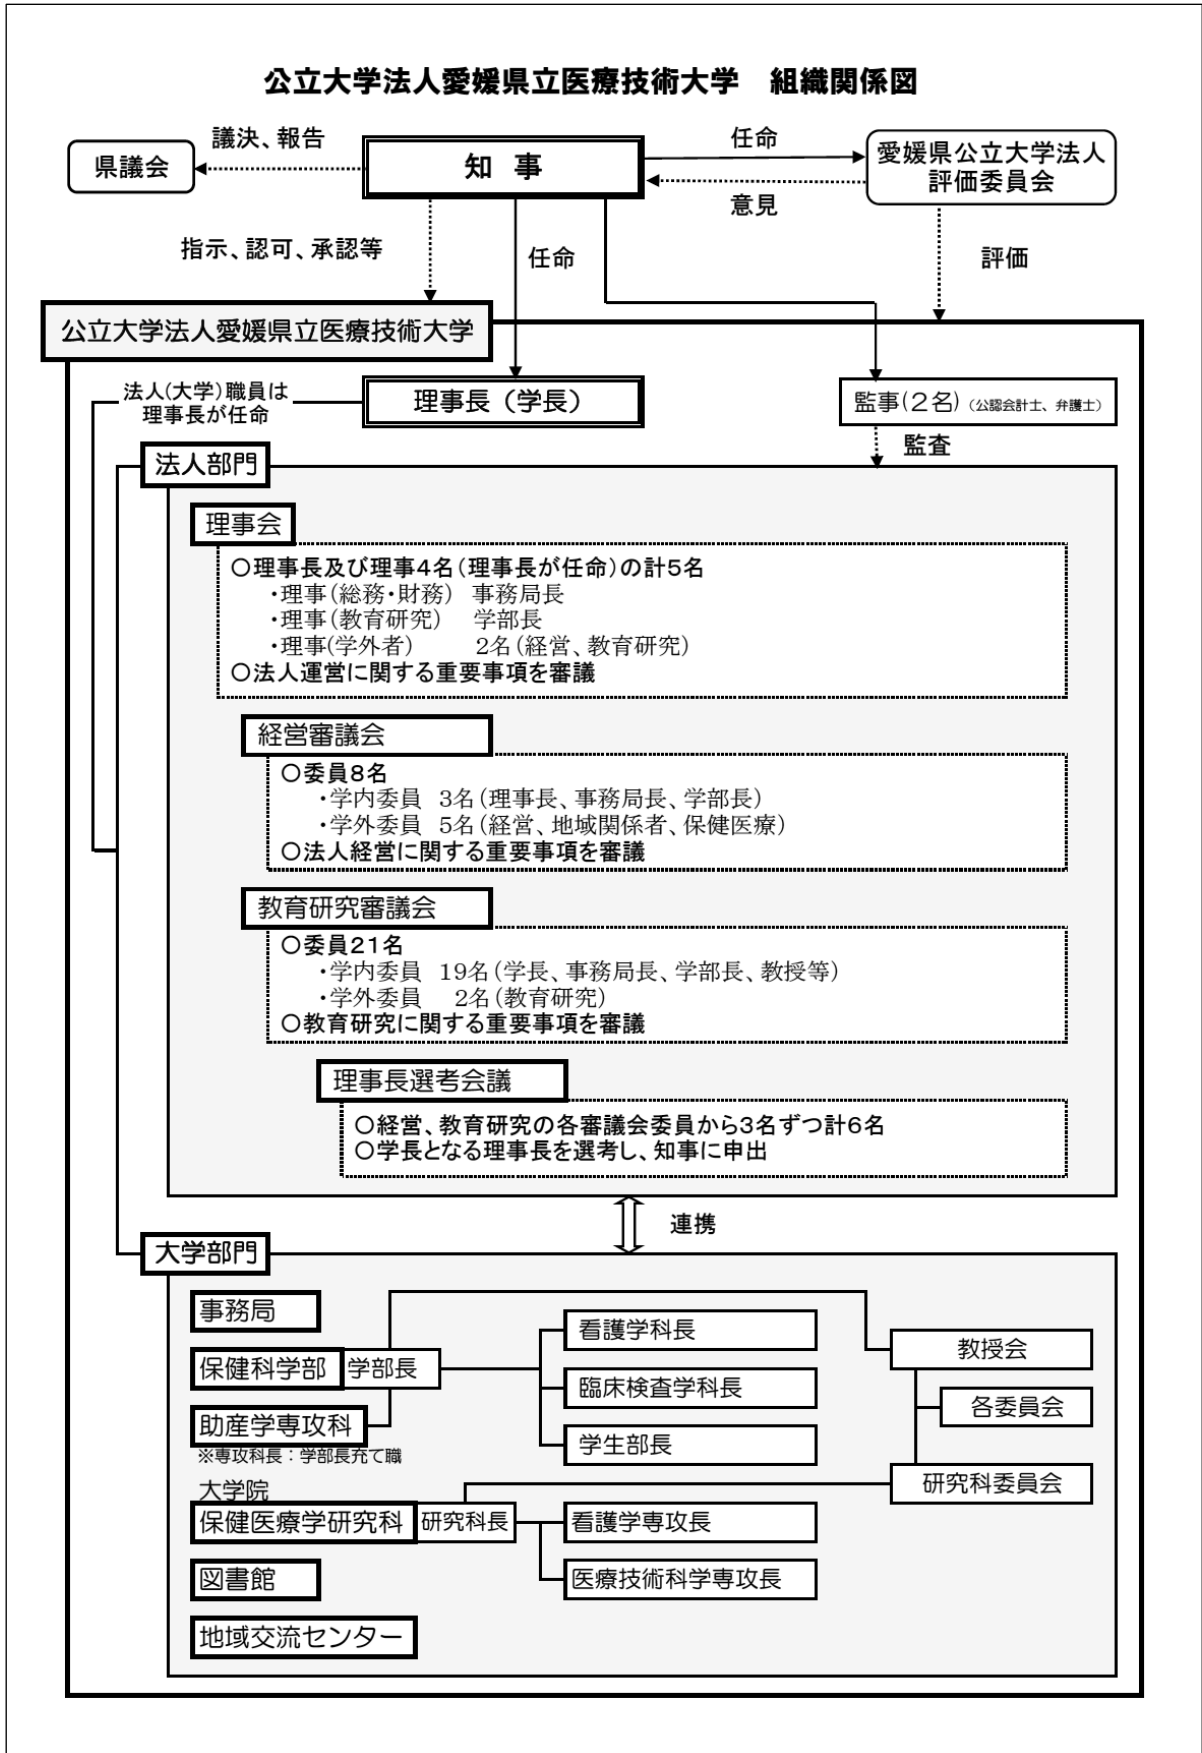 公立大学法人愛媛県立医療技術大学　組織関係図
議決、報告
県議会
知 事
任命
意見
愛媛県公立大学法人
評価委員会
指示、認可、承認等
任命
評価
公立大学法人愛媛県立医療技術大学
法人(大学)職員は
理事長が任命
理事長（学長）
監事(２名)（公認会計士、弁護士）
監査
法人部門
理事会
○理事長及び理事4名(理事長が任命)の計5名
・理事(総務・財務)　事務局長
・理事(教育研究)　学部長
・理事(学外者)　2名(経営、教育研究)
○法人運営に関する重要事項を審議
経営審議会
○委員8名
・学内委員　3名(理事長、事務局長、学部長)
・学外委員　5名(経営、地域関係者、保健医療)
○法人経営に関する重要事項を審議
教育研究審議会
○委員21名
・学内委員　19名(学長、事務局長、学部長、教授等)
・学外委員　2名(教育研究)
○教育研究に関する重要事項を審議
理事長選考会議
○経営、教育研究の各審議会委員から3名ずつ計6名
○学長となる理事長を選考し、知事に申出
連携
大学部門
事務局
保健科学部
学部長
助産学専攻科
※専攻科長：学部長充て職
看護学科長
臨床検査学科長
学生部長
教授会
各委員会
研究科委員会
大学院
保健医療学研究科
研究科長
看護学専攻長
医療技術科学専攻長
図書館
地域交流センター